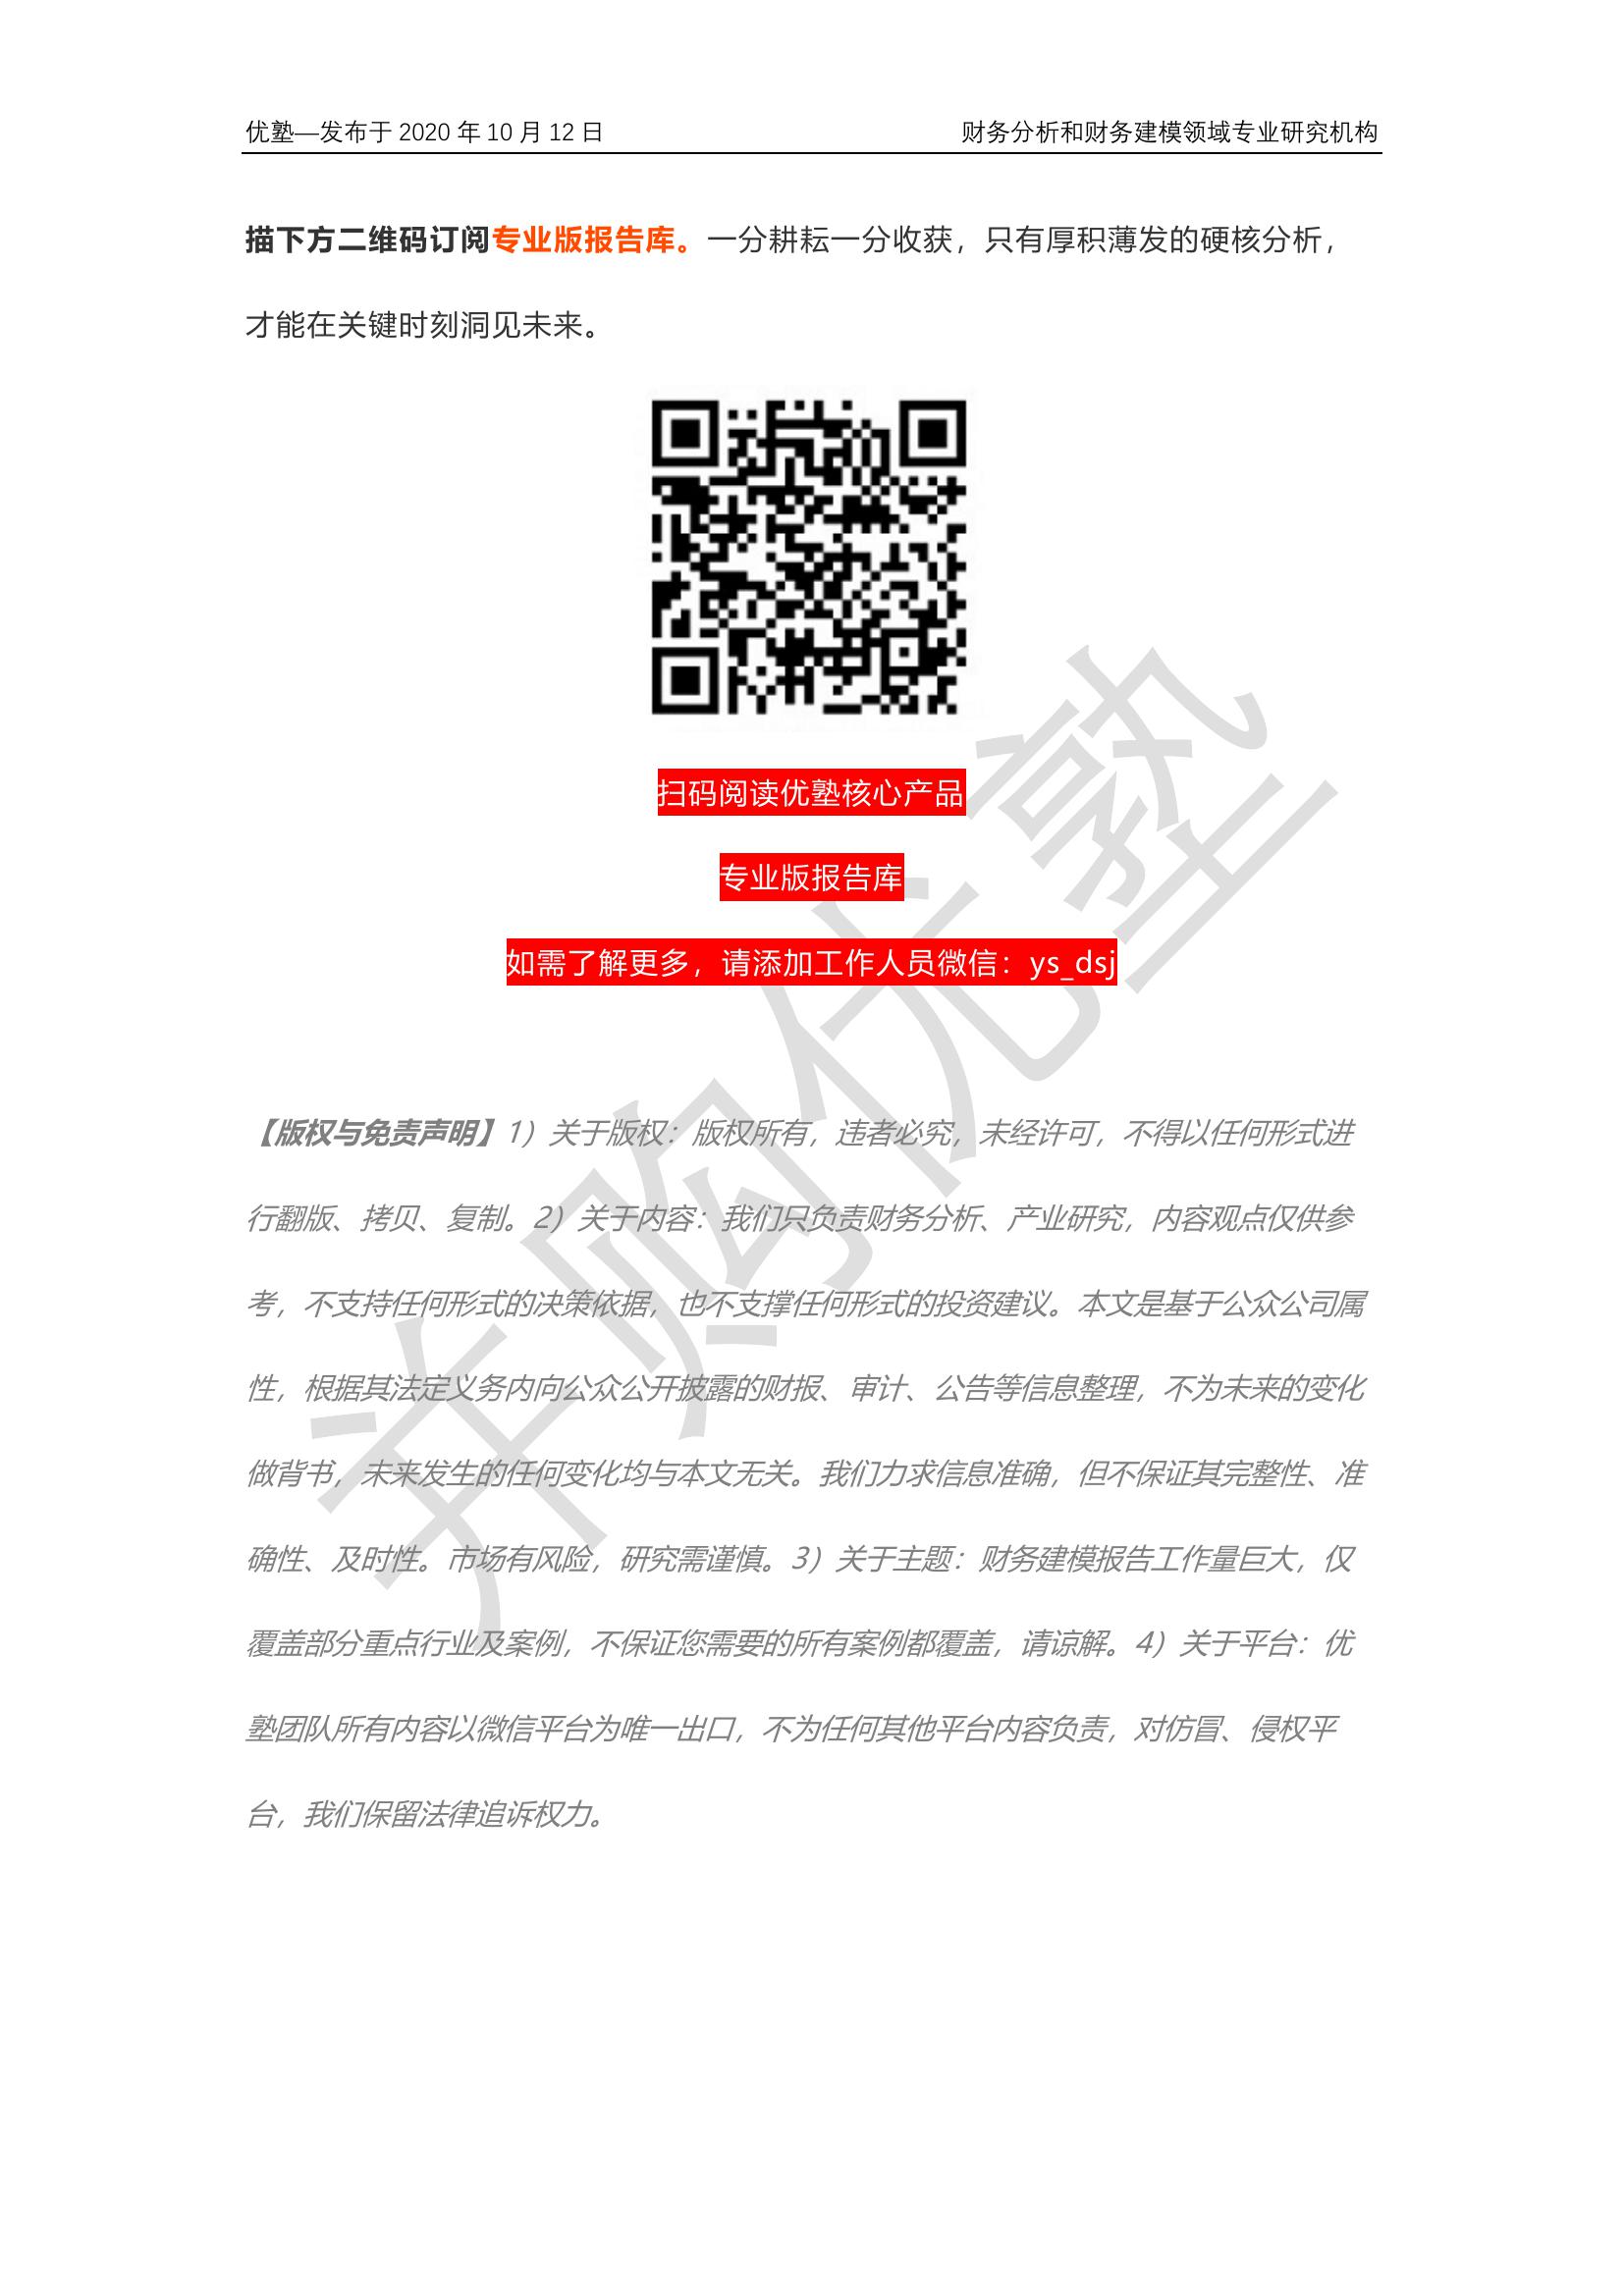 优塾—发布于 2020 年 10 月 12 日 财务分析和财务建模领域专业研究机构
描下方二维码订阅专业版报告库。一分耕耘一分收获，只有厚积薄发的硬核分析，
才能在关键时刻洞见未来。
扫码阅读优塾核心产品
专业版报告库
如需了解更多，请添加工作人员微信：ys_dsj
【版权与免责声明】1）关于版权：版权所有，违者必究，未经许可，不得以任何形式进
行翻版、拷贝、复制。2）关于内容：我们只负责财务分析、产业研究，内容观点仅供参
考，不支持任何形式的决策依据，也不支撑任何形式的投资建议。本文是基于公众公司属
性，根据其法定义务内向公众公开披露的财报、审计、公告等信息整理，不为未来的变化
做背书，未来发生的任何变化均与本文无关。我们力求信息准确，但不保证其完整性、准
确性、及时性。市场有风险，研究需谨慎。3）关于主题：财务建模报告工作量巨大，仅
覆盖部分重点行业及案例，不保证您需要的所有案例都覆盖，请谅解。4）关于平台：优
塾团队所有内容以微信平台为唯一出口，不为任何其他平台内容负责，对仿冒、侵权平
台，我们保留法律追诉权力。
并购优塾